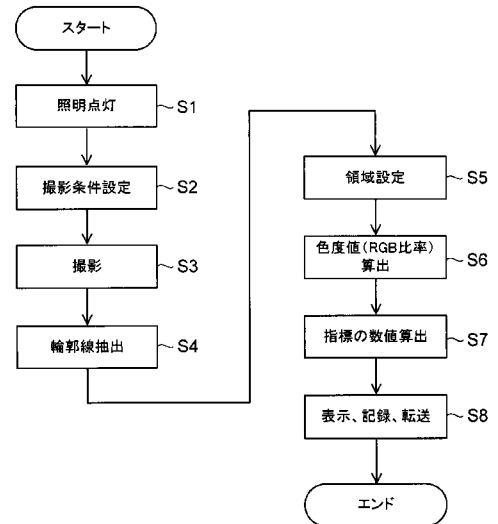 スタート
照明点灯
S1
撮影条件設定
S2
撮影
S3
輪郭線抽出
S4
領域設定
S5
色度値(RGB比率)
算出
S6
指標の数値算出
S7
表示、記録、転送
S8
エンド